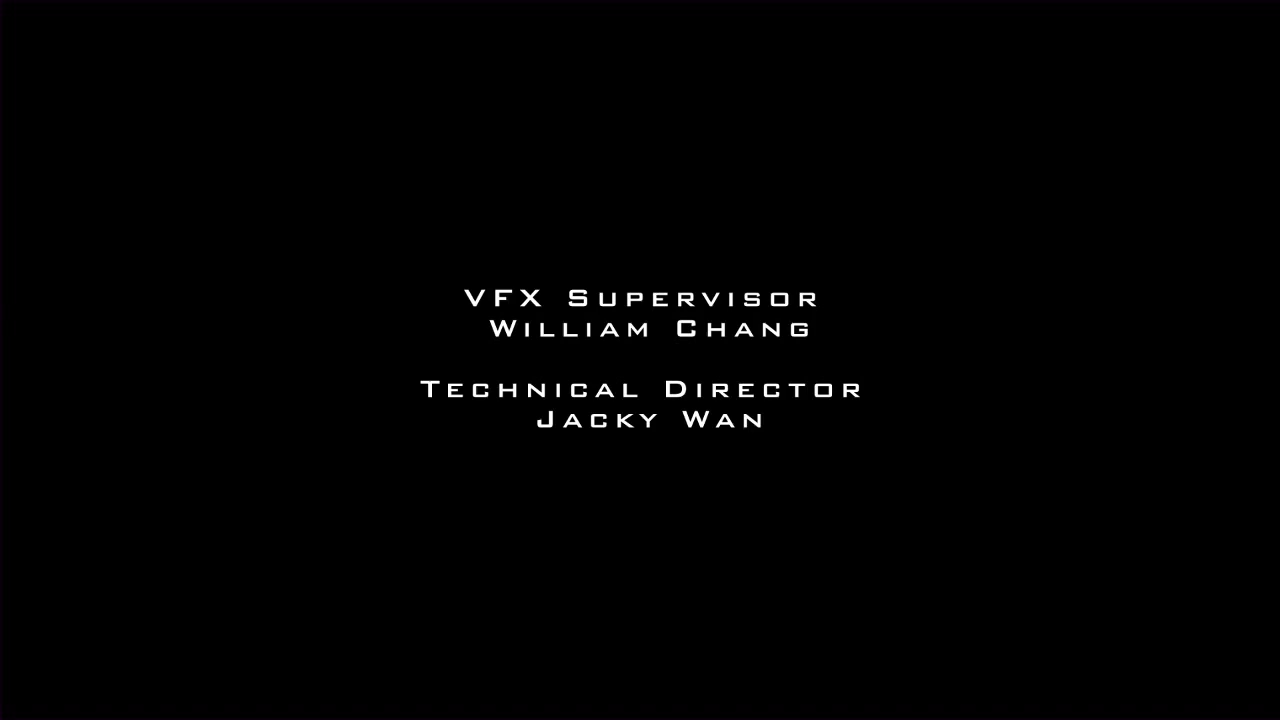 VFX Supervisor
William Chang
Technical Director
Jacky Wan